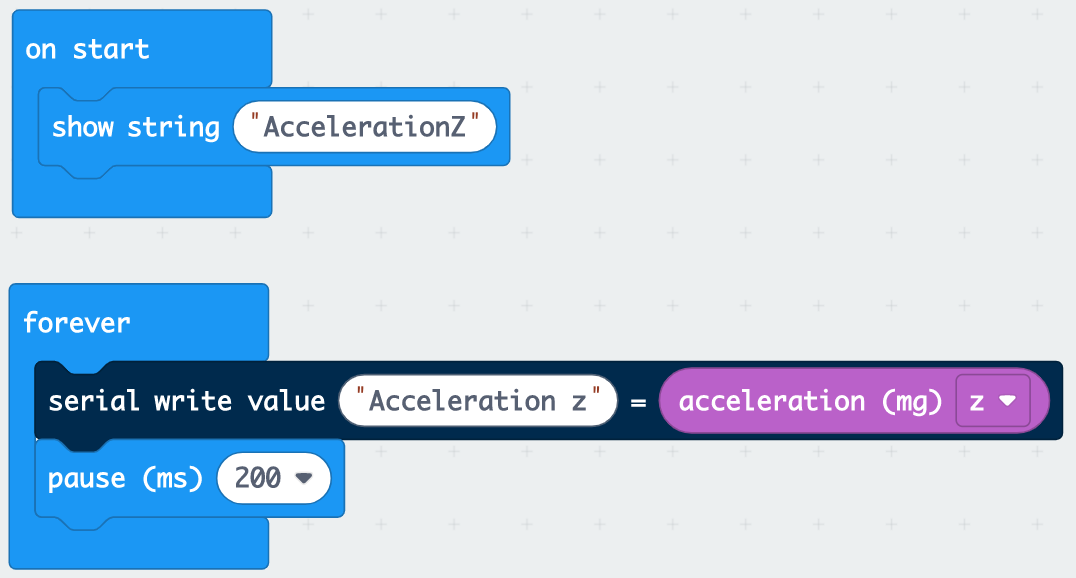 on start
show string "AccelerationZ"
forever
serial write value "Acceleration z" = acceleration (mg) z
pause (ms) 200